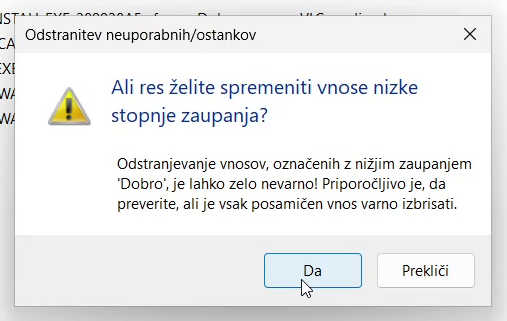 Odstranitev neuporabnih/ostankov
Ali res želite spremeniti vnose nizke
stopnje zaupanja?
Odstranjevanje vnosov, označenih z nižjim zaupanjem
'Dobro', je lahko zelo nevarno! Priporočljivo je, da
preverite, ali je vsak posamičen vnos varno izbrisati.
Da
Prekliči